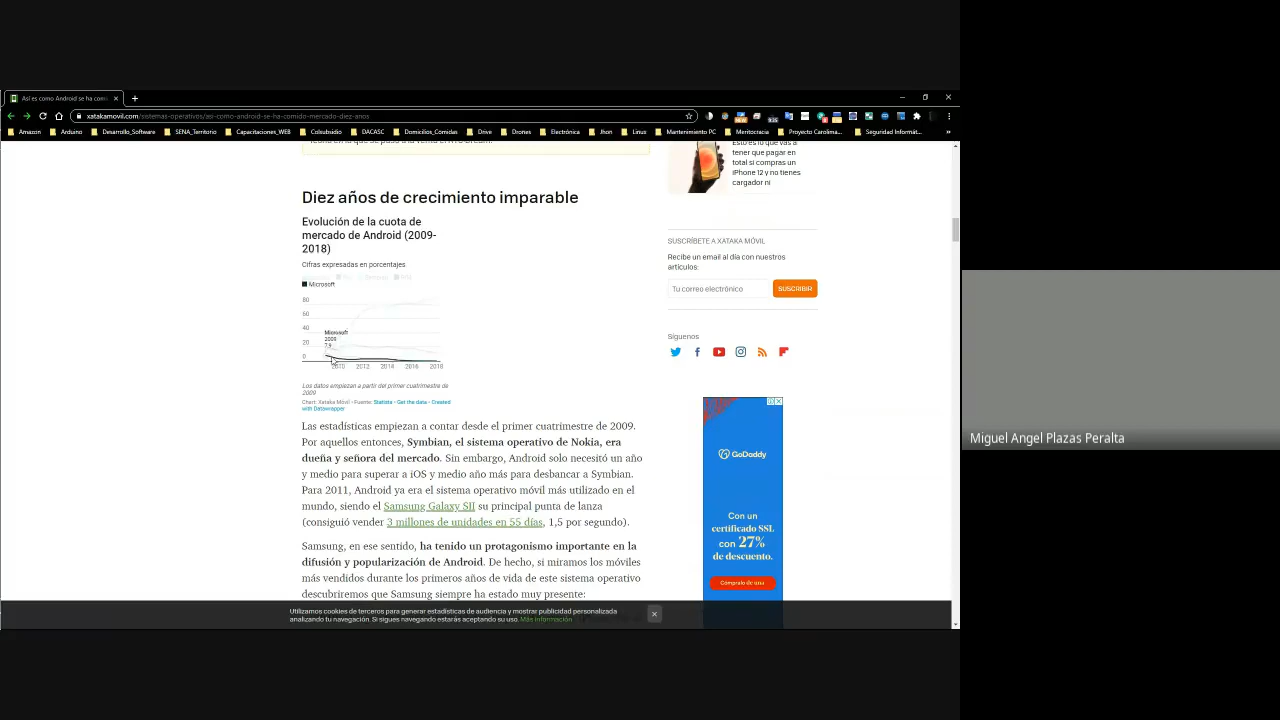 Así es como Android se ha com
xatakamovil.com/sistemas-operativos/asi-como-android-se-ha-comido-mercado-diez-anos
Amazon
Arduino
Desarrollo_Software
SENA_Territorio
Capacitaciones_WEB
Colsubsidio
DACASC
Domicilios_Comidas
Drive
Drones
Electrónica
Jhon
Linux
Mantenimiento PC
Meritocracia
Proyecto Carolima...
Seguridad Informát...
»
Esto es lo que vas a
tener que pagar en
total si compras un
iPhone 12 y no tienes
cargador ni
Diez años de crecimiento imparable
Evolución de la cuota de
mercado de Android (2009-
2018)
Cifras expresadas en porcentajes
Microsoft
80
60
40
20
0
Microsoft
2009
7,9
2010
2012
2014
2016
2018
Los datos empiezan a partir del primer cuatrimestre de
2009
Chart: Xataka Móvil • Fuente: Statista • Get the data • Created
with Datawrapper
Las estadísticas empiezan a contar desde el primer cuatrimestre de 2009.
Por aquellos entonces, Symbian, el sistema operativo de Nokia, era
dueña y señora del mercado. Sin embargo, Android solo necesitó un año
y medio para superar a iOS y medio año más para desbancar a Symbian.
Para 2011, Android ya era el sistema operativo móvil más utilizado en el
mundo, siendo el Samsung Galaxy SII su principal punta de lanza
(consiguió vender 3 millones de unidades en 55 días, 1,5 por segundo).
Samsung, en ese sentido, ha tenido un protagonismo importante en la
difusión y popularización de Android. De hecho, si miramos los móviles
más vendidos durante los primeros años de vida de este sistema operativo
descubriremos que Samsung siempre ha estado muy presente:
SUSCRÍBETE A XATAKA MÓVIL
Recibe un email al día con nuestros
artículos:
Tu correo electrónico
SUSCRIBIR
Síguenos
GoDaddy
Con un
certificado SSL
con 27%
de descuento.
Cómpralo de una
Utilizamos cookies de terceros para generar estadísticas de audiencia y mostrar publicidad personalizada
analizando tu navegación. Si sigues navegando estarás aceptando su uso. Más información
Miguel Angel Plazas Peralta